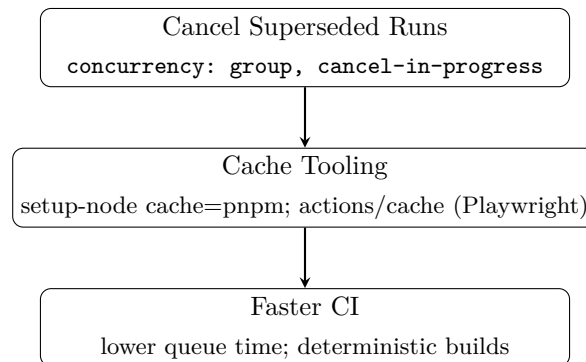 Cancel Superseded Runs
concurrency: group, cancel-in-progress
Cache Tooling
setup-node cache=pnpm; actions/cache (Playwright)
Faster CI
lower queue time; deterministic builds